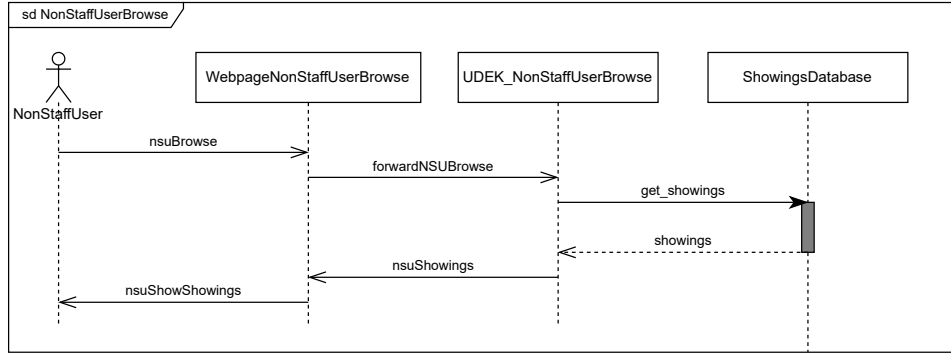 sd NonStaffUserBrowse
WebpageNonStaffUserBrowse
UDEK_NonStaffUserBrowse
ShowingsDatabase
NonStaffUser
nsuBrowse
forwardNSUBrowse
get_showings
showings
nsuShowings
nsuShowShowings